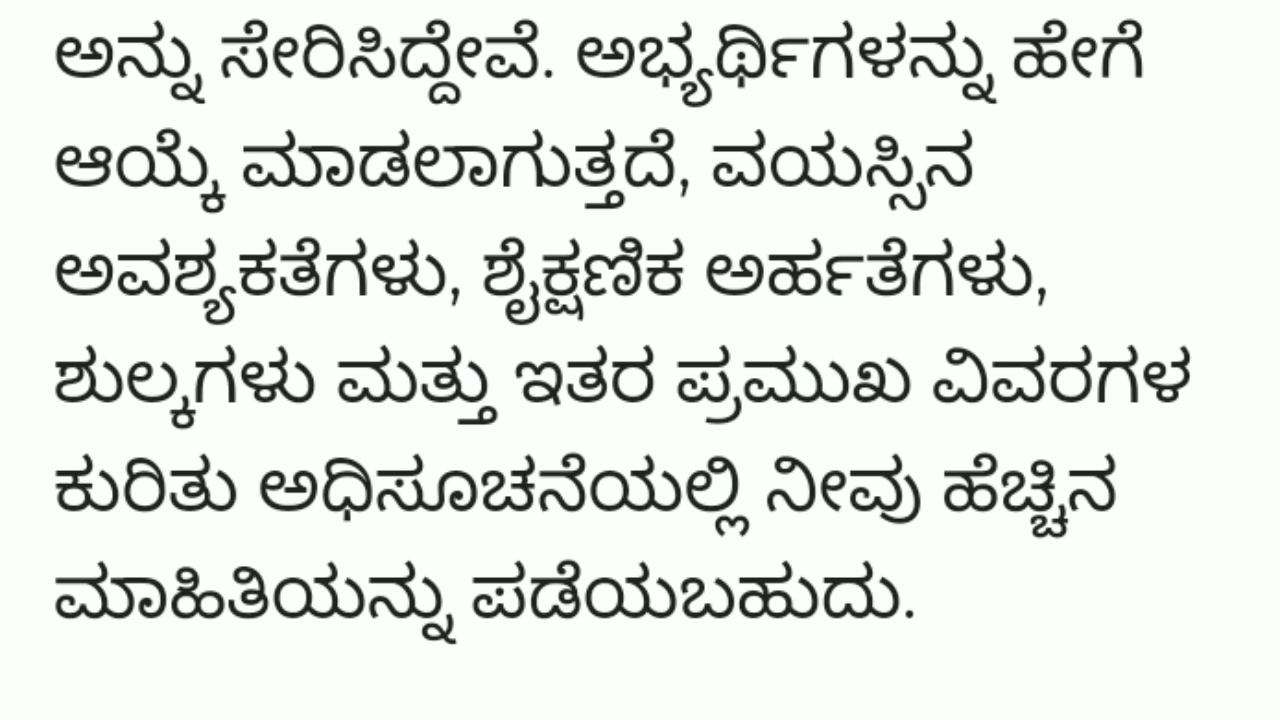 ಅನ್ನು ಸೇರಿಸಿದ್ದೇವೆ. ಅಭ್ಯರ್ಥಿಗಳನ್ನು ಹೇಗೆ
ಆಯ್ಕೆ ಮಾಡಲಾಗುತ್ತದೆ, ವಯಸ್ಸಿನ
ಅವಶ್ಯಕತೆಗಳು, ಶೈಕ್ಷಣಿಕ ಅರ್ಹತೆಗಳು,
ಶುಲ್ಕಗಳು ಮತ್ತು ಇತರ ಪ್ರಮುಖ ವಿವರಗಳ
ಕುರಿತು ಅಧಿಸೂಚನೆಯಲ್ಲಿ ನೀವು ಹೆಚ್ಚಿನ
ಮಾಹಿತಿಯನ್ನು ಪಡೆಯಬಹುದು.